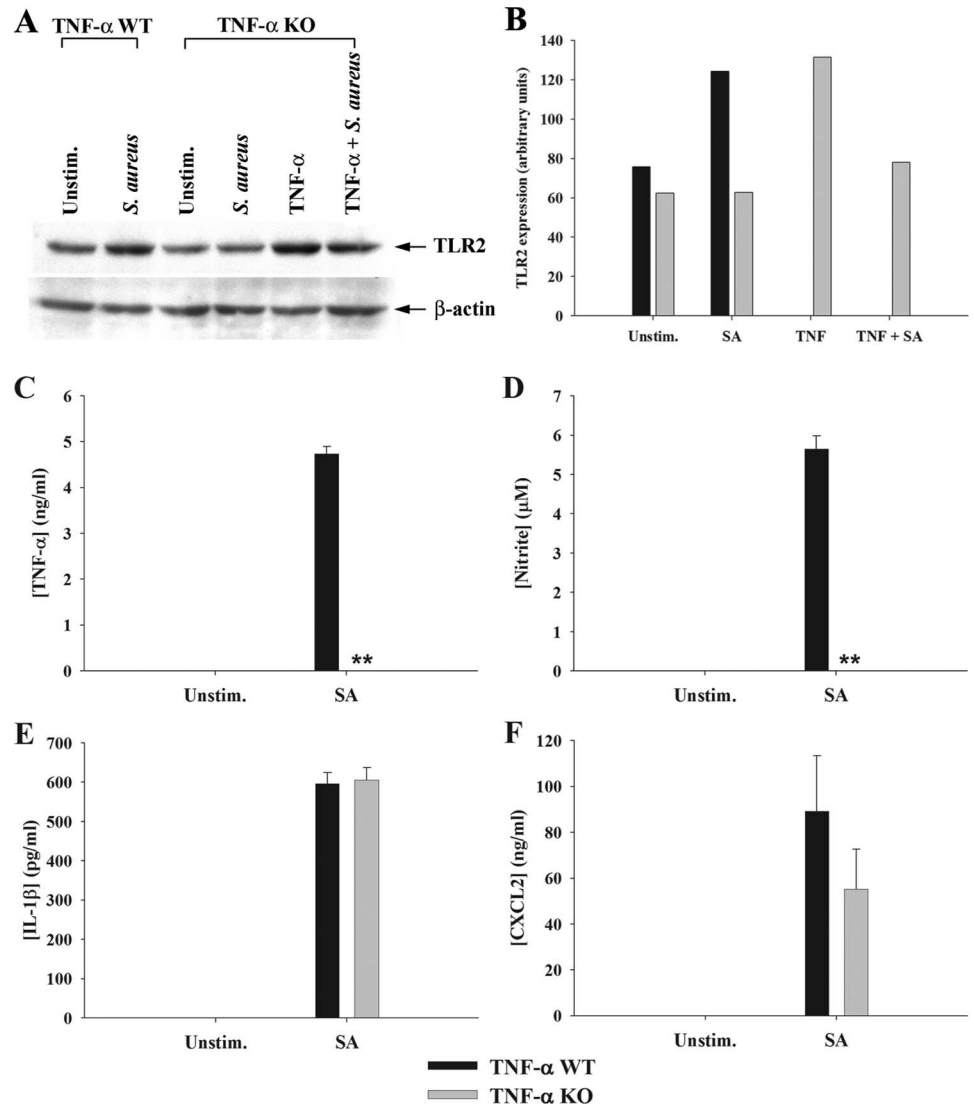 A
TNF-α WT
TNF-α KO
Unstim.
S. aureus
Unstim.
S. aureus
TNF-α
TNF-α + S. aureus
TLR2
β-actin
B
TLR2 expression (arbitrary units)
140
120
100
80
60
40
20
0
Unstim. SA TNF TNF + SA
C
[TNF-α] (ng/ml)
6
5
4
3
2
1
0
**
Unstim. SA
D
[Nitrite] (µM)
7
6
5
4
3
2
1
0
**
Unstim. SA
E
[IL-1β] (pg/ml)
700
600
500
400
300
200
100
0
Unstim. SA
F
[CXCL2] (ng/ml)
120
100
80
60
40
20
0
Unstim. SA
TNF-α WT
TNF-α KO